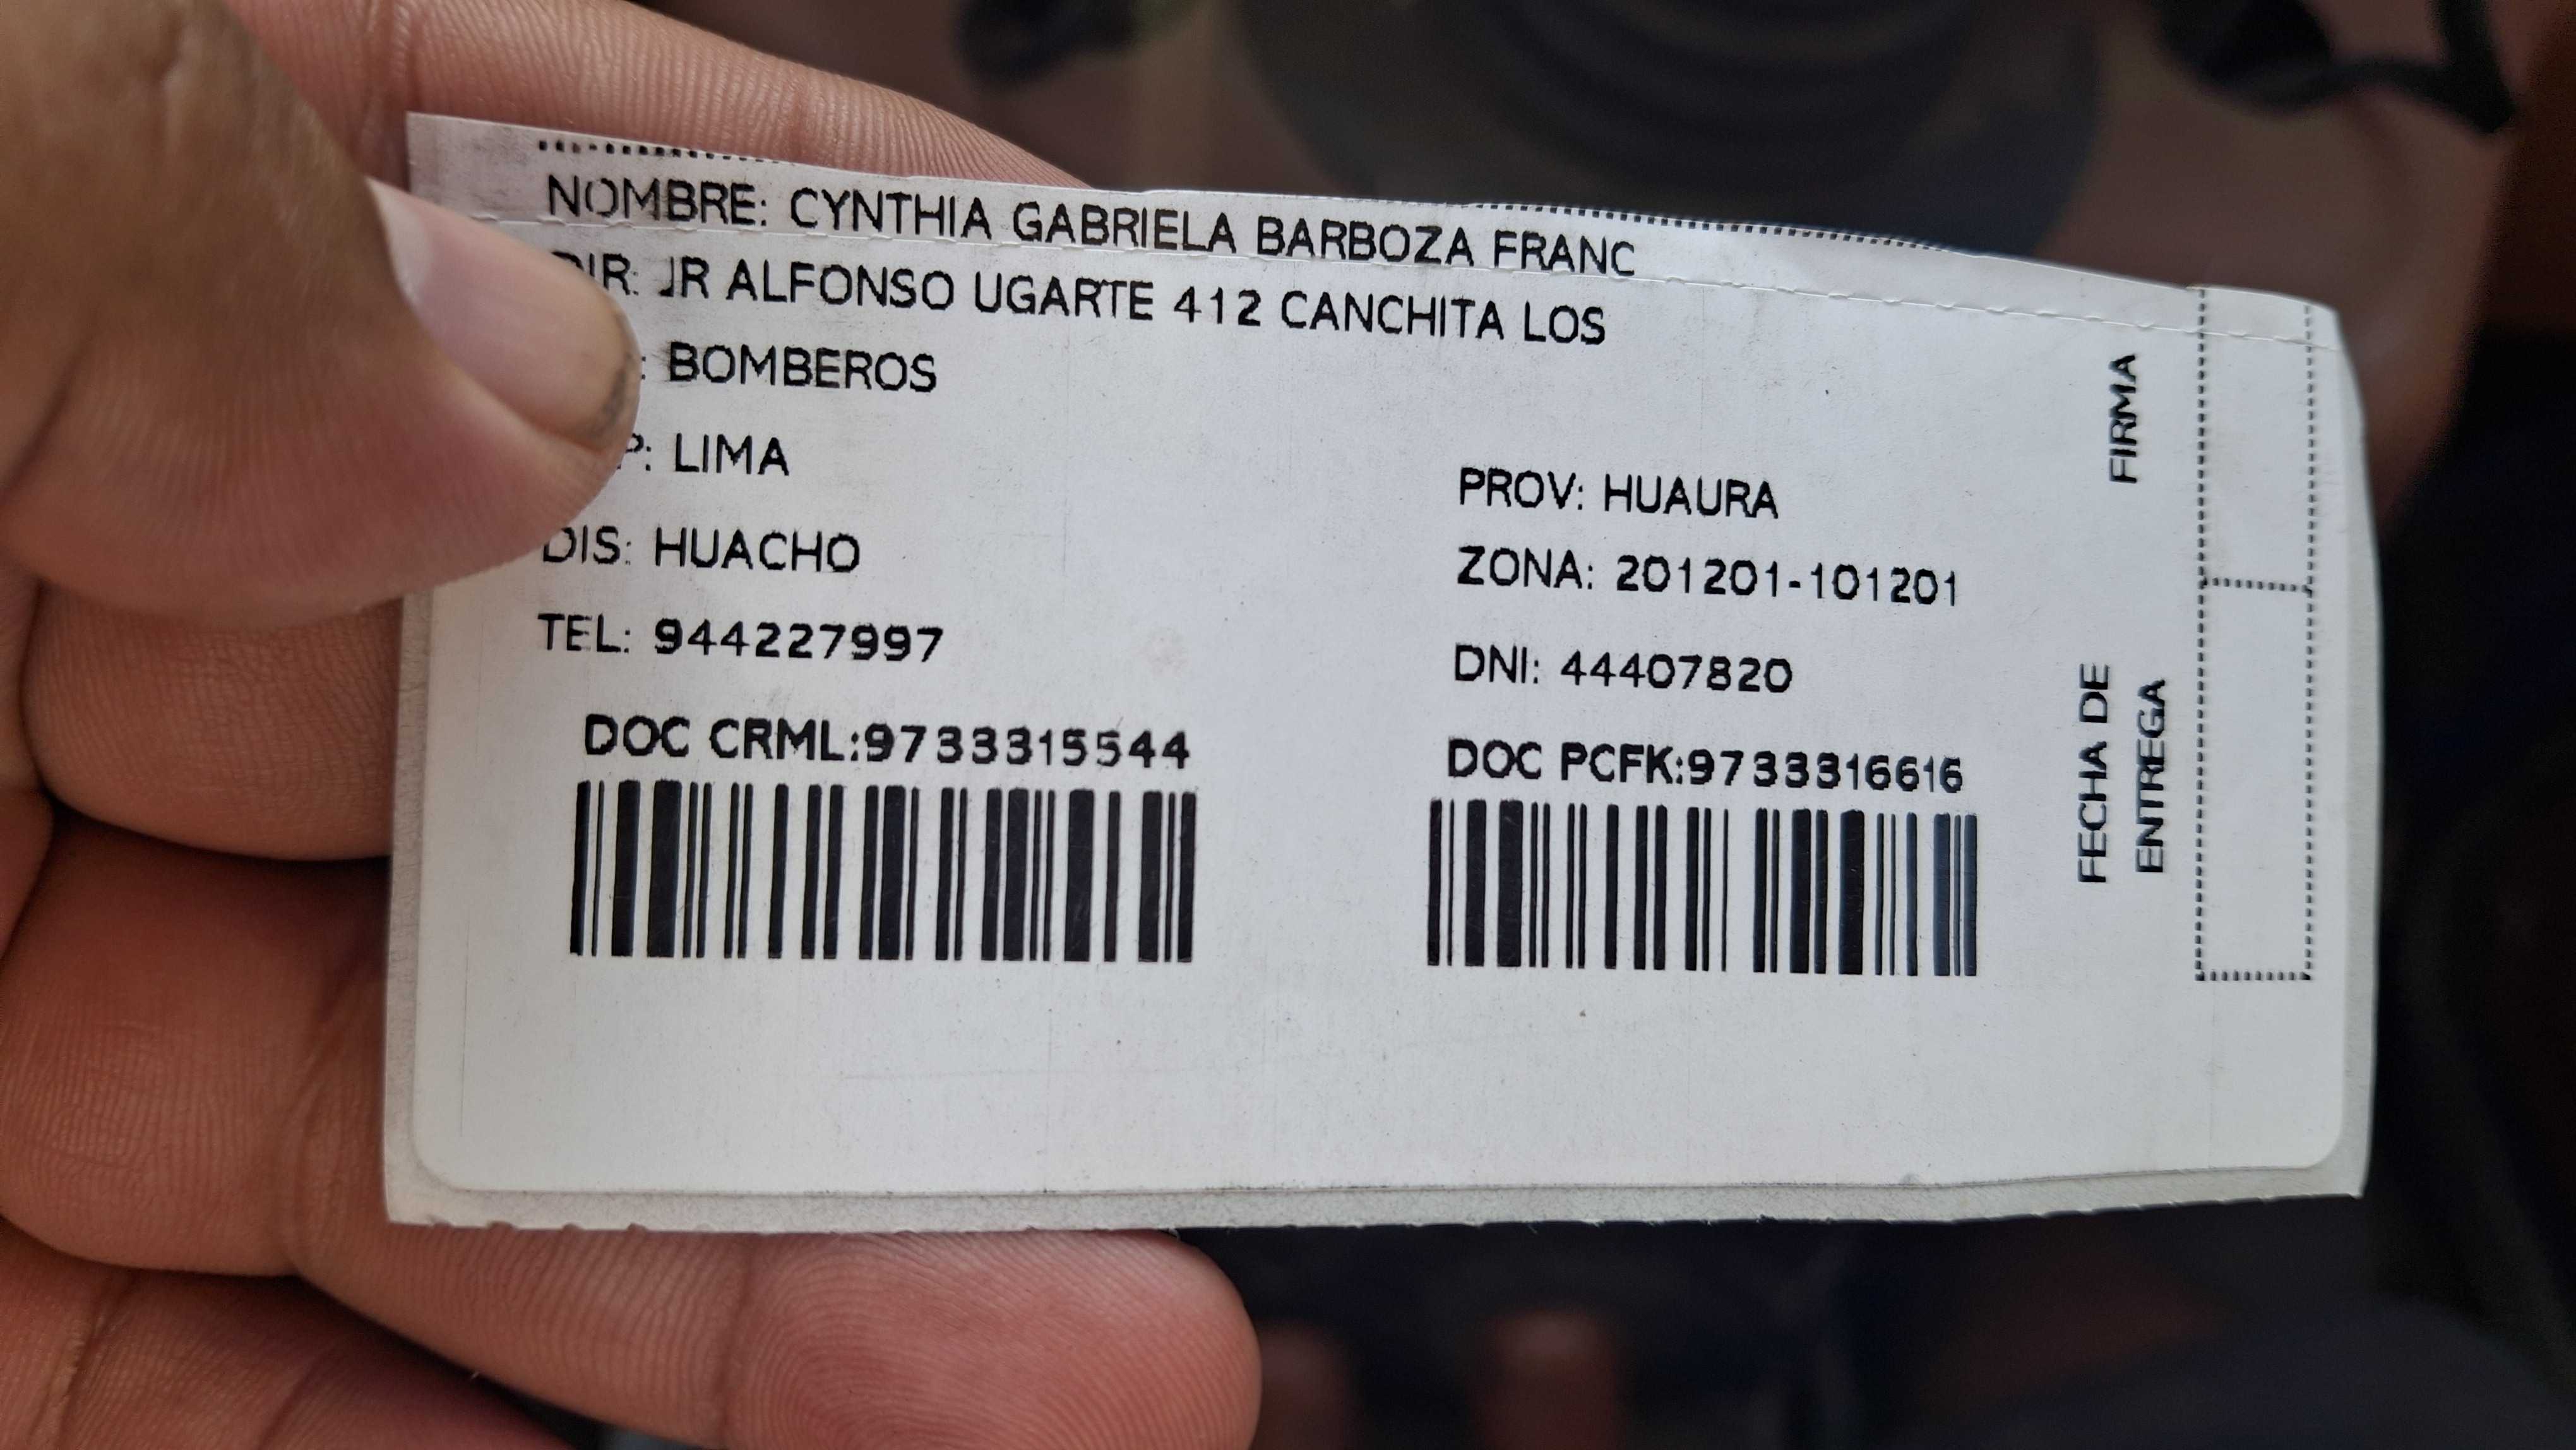 NOMBRE: CYNTHIA GABRIELA BARBOZA FRANC
DIR: JR ALFONSO UGARTE 412 CANCHITA LOS
: BOMBEROS
P: LIMA
PROV: HUAURA
DIS: HUACHO
ZONA: 201201-101201
TEL: 944227997
DNI: 44407820
DOC CRML:9733315544
DOC PCFK:9733316616
FIRMA
FECHA DE
ENTREGA